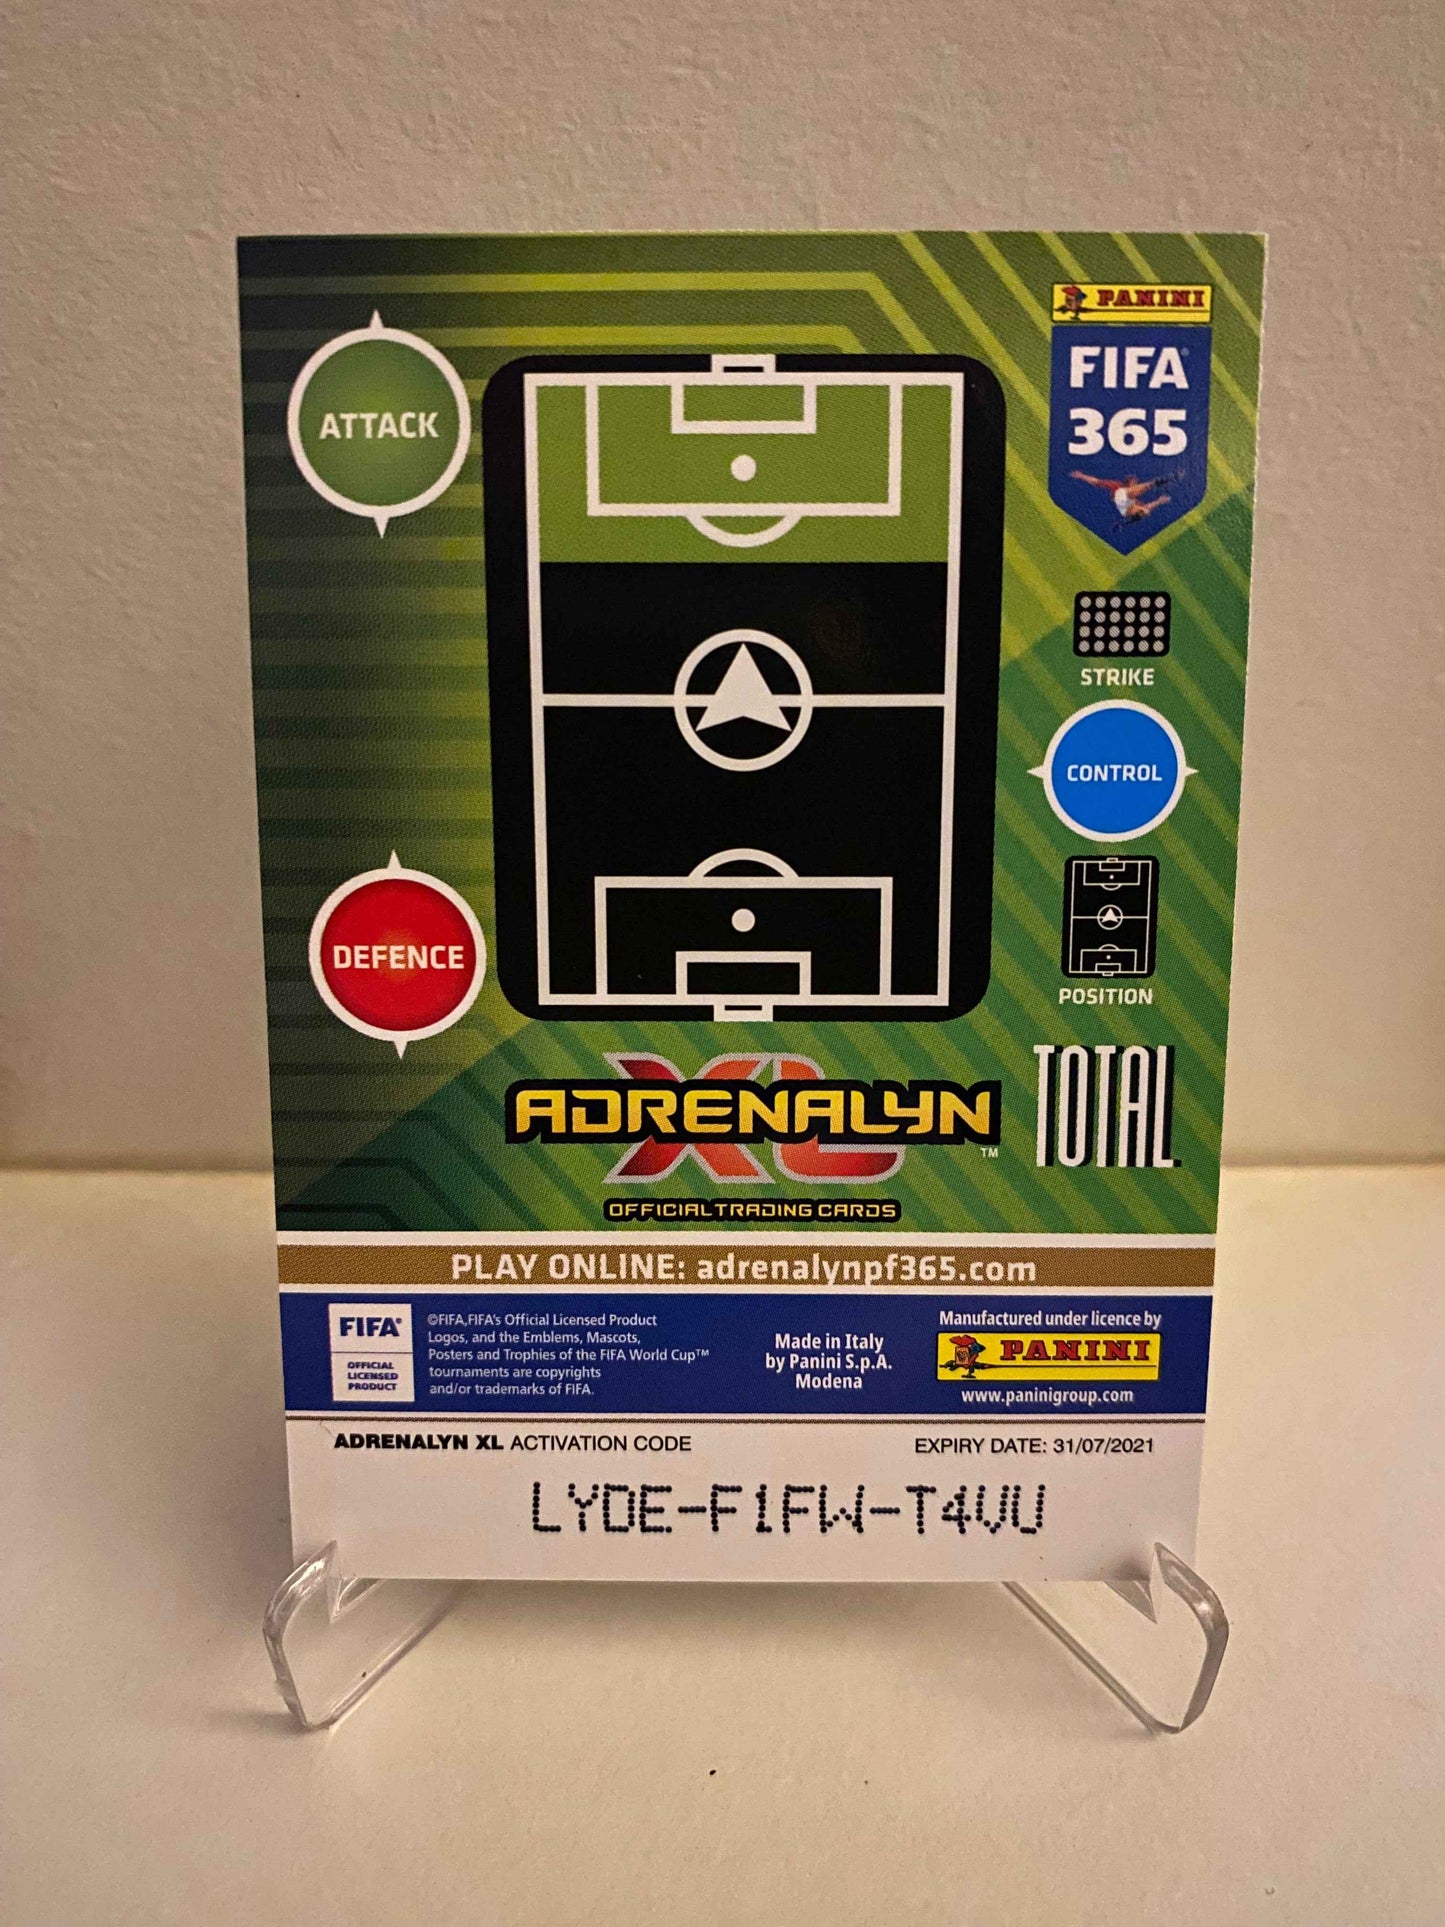 PANINI
FIFA
365
ATTACK
STRIKE
CONTROL
DEFENCE
POSITION
XL
ADRENALYN
TM
TOTAL
OFFICIAL TRADING CARDS
PLAY ONLINE: adrenalynpf365.com
FIFA®
OFFICIAL
LICENSED
PRODUCT
©FIFA,FIFA's Official Licensed Product
Logos, and the Emblems, Mascots,
Posters and Trophies of the FIFA World Cup™
tournaments are copyrights
and/or trademarks of FIFA.
Made in Italy
by Panini S.p.A.
Modena
Manufactured under licence by
PANINI
www.paninigroup.com
ADRENALYN XL ACTIVATION CODE
EXPIRY DATE: 31/07/2021
LYDE-F1FW-T4VU